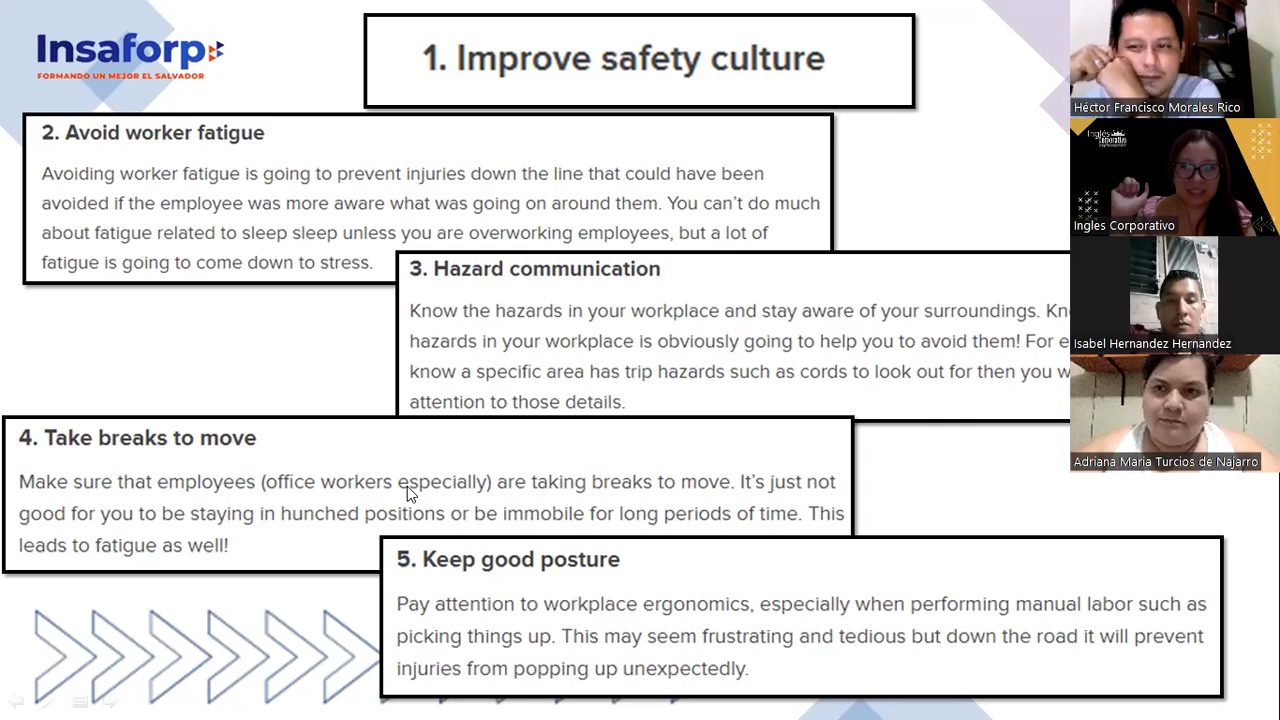 Insaforp
FORMANDO UN MEJOR EL SALVADOR
1. Improve safety culture
2. Avoid worker fatigue
Avoiding worker fatigue is going to prevent injuries down the line that could have been
avoided if the employee was more aware what was going on around them. You can't do much
about fatigue related to sleep sleep unless you are overworking employees, but a lot of
fatigue is going to come down to stress.
3. Hazard communication
Know the hazards in your workplace and stay aware of your surroundings. Kn
hazards in your workplace is obviously going to help you to avoid them! For e
know a specific area has trip hazards such as cords to look out for then you w
attention to those details.
4. Take breaks to move
Make sure that employees (office workers especially) are taking breaks to move. It's just not
good for you to be staying in hunched positions or be immobile for long periods of time. This
leads to fatigue as well!
5. Keep good posture
Pay attention to workplace ergonomics, especially when performing manual labor such as
picking things up. This may seem frustrating and tedious but down the road it will prevent
injuries from popping up unexpectedly.
Héctor Francisco Morales Rico
Inglés
Corporativo
Ingles Corporativo
Isabel Hernandez Hernandez
Adriana Maria Turcios de Najarro